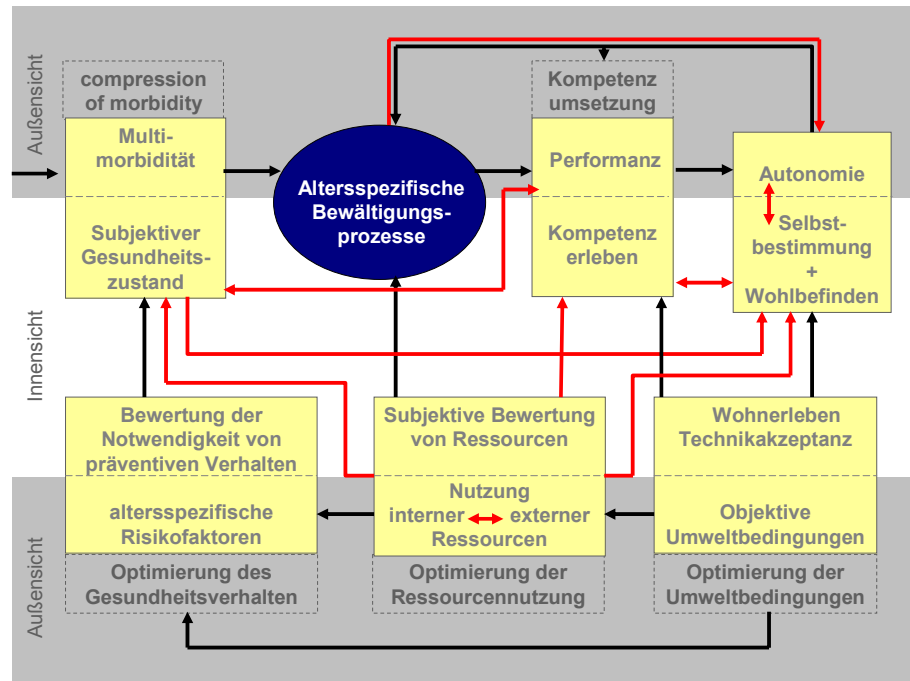 Außensicht
compression
of morbidity
Multi-
morbidität
Subjektiver
Gesundheits-
zustand
Altersspezifische
Bewältigungs-
prozesse
Kompetenz
umsetzung
Performanz
Kompetenz
erleben
Autonomie
Selbst-
bestimmung
+
Wohlbefinden
Innensicht
Bewertung der
Notwendigkeit von
präventiven Verhalten
altersspezifische
Risikofaktoren
Optimierung des
Gesundheitsverhalten
Subjektive Bewertung
von Ressourcen
Nutzung
interner externer
Ressourcen
Optimierung der
Ressourcennutzung
Wohnerleben
Technikakzeptanz
Objektive
Umweltbedingungen
Optimierung der
Umweltbedingungen
Außensicht